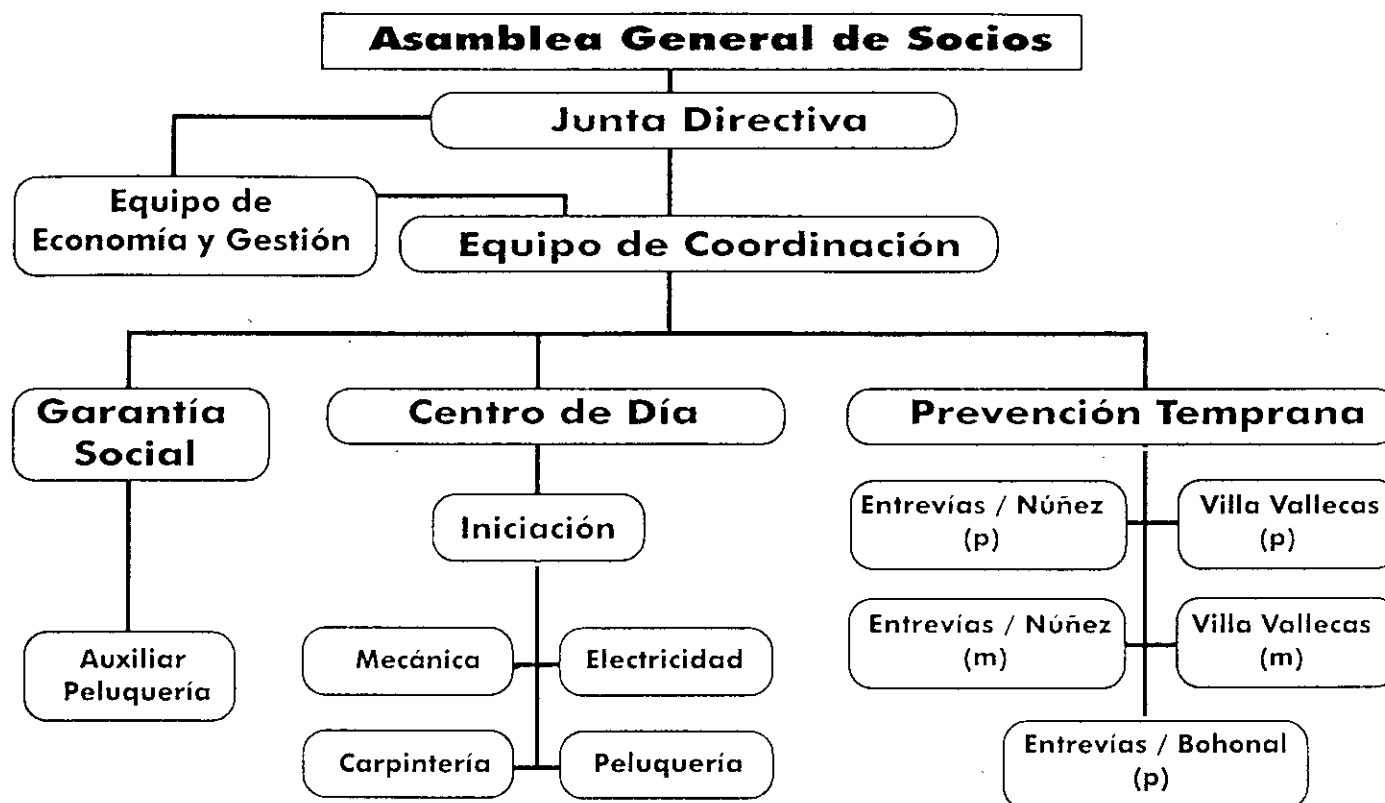 Asamblea General de Socios
Junta Directiva
Equipo de
Economía y Gestión
Equipo de Coordinación
Garantía
Social
Centro de Día
Prevención Temprana
Iniciación
Entrevías / Núñez
(p)
Villa Vallecas
(p)
Entrevías / Núñez
(m)
Villa Vallecas
(m)
Auxiliar
Peluquería
Mecánica
Electricidad
Carpintería
Peluquería
Entrevías / Bohonal
(p)